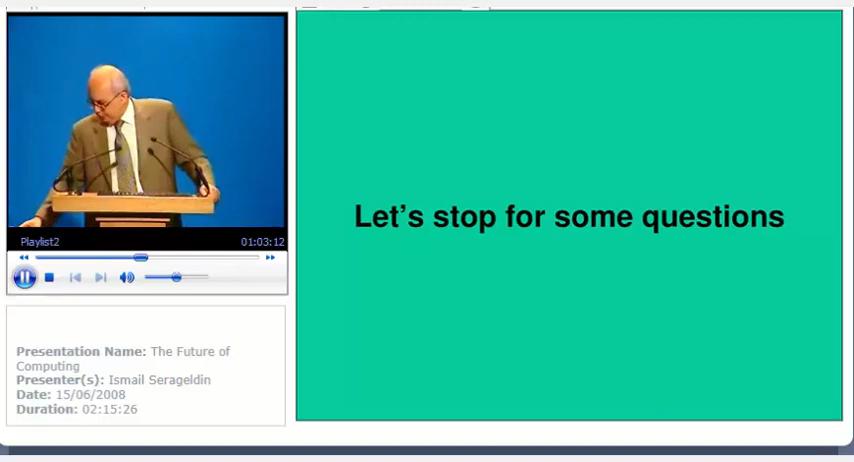 Let’s stop for some questions
Playlist2 01:03:12
Presentation Name: The Future of
Computing
Presenter(s): Ismail Serageldin
Date: 15/06/2008
Duration: 02:15:26